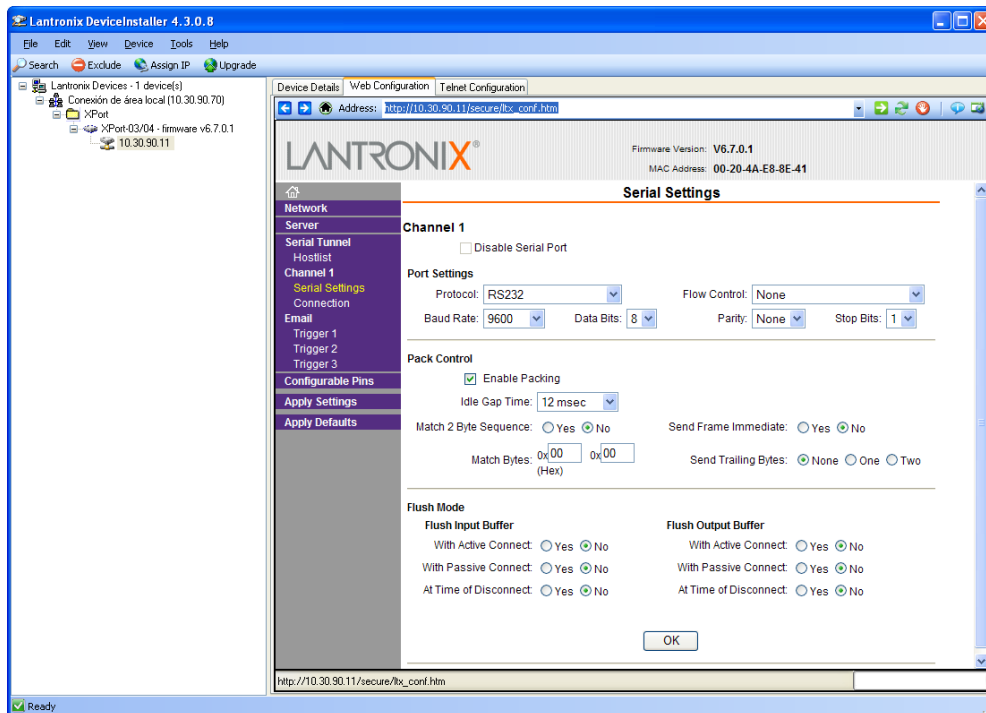 Lantronix DeviceInstaller 4.3.0.8
File Edit View Device Tools Help
Search Exclude Assign IP Upgrade
Lantronix Devices - 1 device(s)
Conexión de área local (10.30.90.70)
XPort
XPort-03/04 - firmware v6.7.0.1
10.30.90.11
Device Details Web Configuration Telnet Configuration
Address: http://10.30.90.11/secure/ltx_conf.htm
LANTRONIX®
Firmware Version: V6.7.0.1
MAC Address: 00-20-4A-E8-8E-41
Network
Server
Serial Tunnel
Hostlist
Channel 1
Serial Settings
Connection
Email
Trigger 1
Trigger 2
Trigger 3
Configurable Pins
Apply Settings
Apply Defaults
Serial Settings
Channel 1
Disable Serial Port
Port Settings
Protocol: RS232 Flow Control: None
Baud Rate: 9600 Data Bits: 8 Parity: None Stop Bits: 1
Pack Control
Enable Packing
Idle Gap Time: 12 msec
Match 2 Byte Sequence: Yes No Send Frame Immediate: Yes No
Match Bytes: 0x00 0x00 Send Trailing Bytes: None One Two
(Hex)
Flush Mode
Flush Input Buffer Flush Output Buffer
With Active Connect: Yes No With Active Connect: Yes No
With Passive Connect: Yes No With Passive Connect: Yes No
At Time of Disconnect: Yes No At Time of Disconnect: Yes No
OK
http://10.30.90.11/secure/ltx_conf.htm
Ready